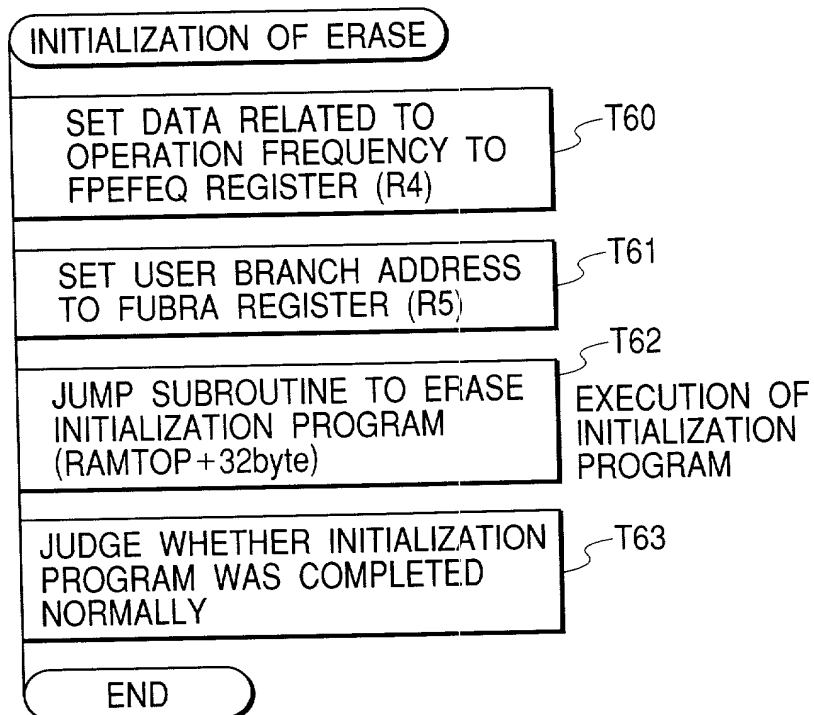 INITIALIZATION OF ERASE
SET DATA RELATED TO
OPERATION FREQUENCY TO
FPEFEQ REGISTER (R4)
T60
SET USER BRANCH ADDRESS
TO FUBRA REGISTER (R5)
T61
JUMP SUBROUTINE TO ERASE
INITIALIZATION PROGRAM
(RAMTOP+32byte)
T62
EXECUTION OF
INITIALIZATION
PROGRAM
JUDGE WHETHER INITIALIZATION
PROGRAM WAS COMPLETED
NORMALLY
T63
END